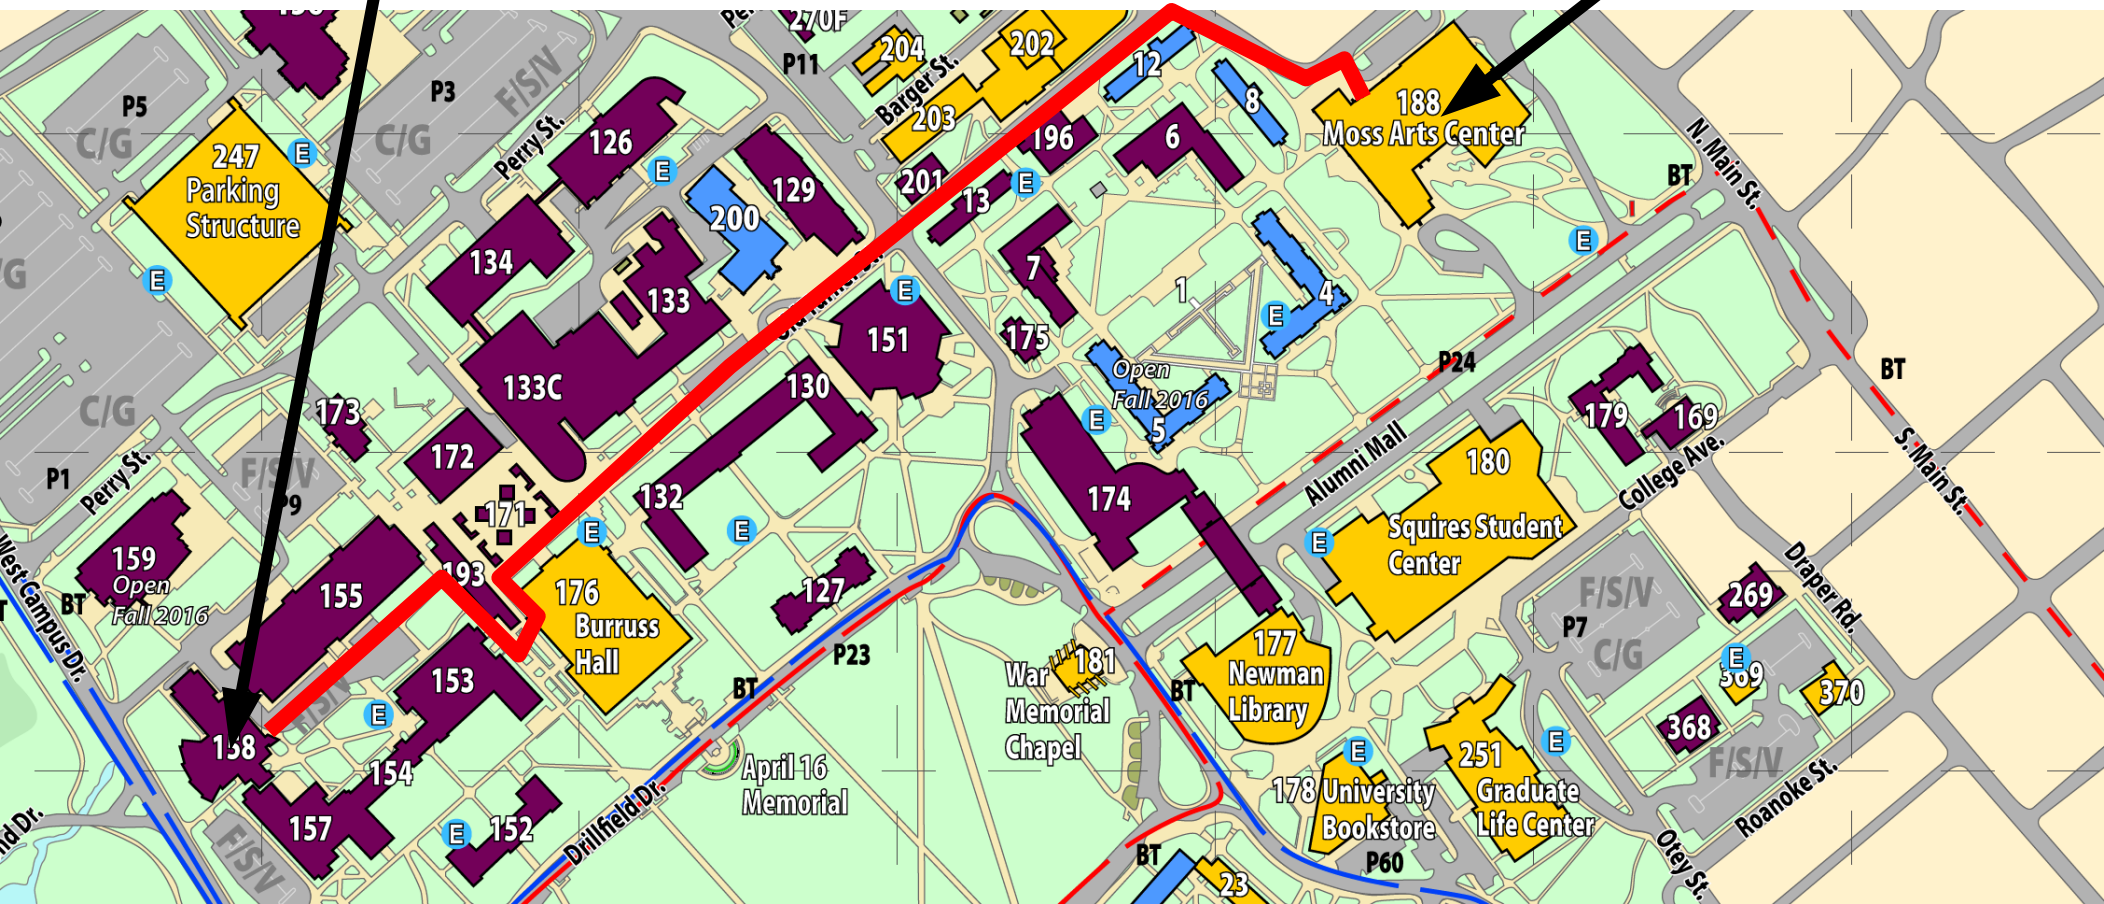 270F
P11
204
202
Barger St.
203
12
8
188
Moss Arts Center
P5
C/G
P3
F/S/V
C/G
Perry St.
126
E
247
Parking
Structure
E
E
129
200
201
13
196
E
6
N. Main St.
BT
E
134
133
7
1
4
E
E
151
175
133C
130
Open
Fall 2016
5
E
P24
BT
C/G
173
172
179
169
College Ave.
S. Main St.
P1
Perry St.
F/S/V
P9
171
132
E
E
174
Alumni Mall
180
Squires Student
Center
E
159
Open
Fall 2016
BT
West Campus Dr.
155
193
176
Burruss
Hall
127
P23
F/S/V
C/G
P7
269
Draper Rd.
E
369
370
368
F/S/V
Roanoke St.
153
E
158
154
157
152
E
F/S/V
BT
April 16
Memorial
Drillfield Dr.
War
Memorial
Chapel
181
BT
177
Newman
Library
178 University
Bookstore
E
251
Graduate
Life Center
E
P60
Otey St.
BT
23